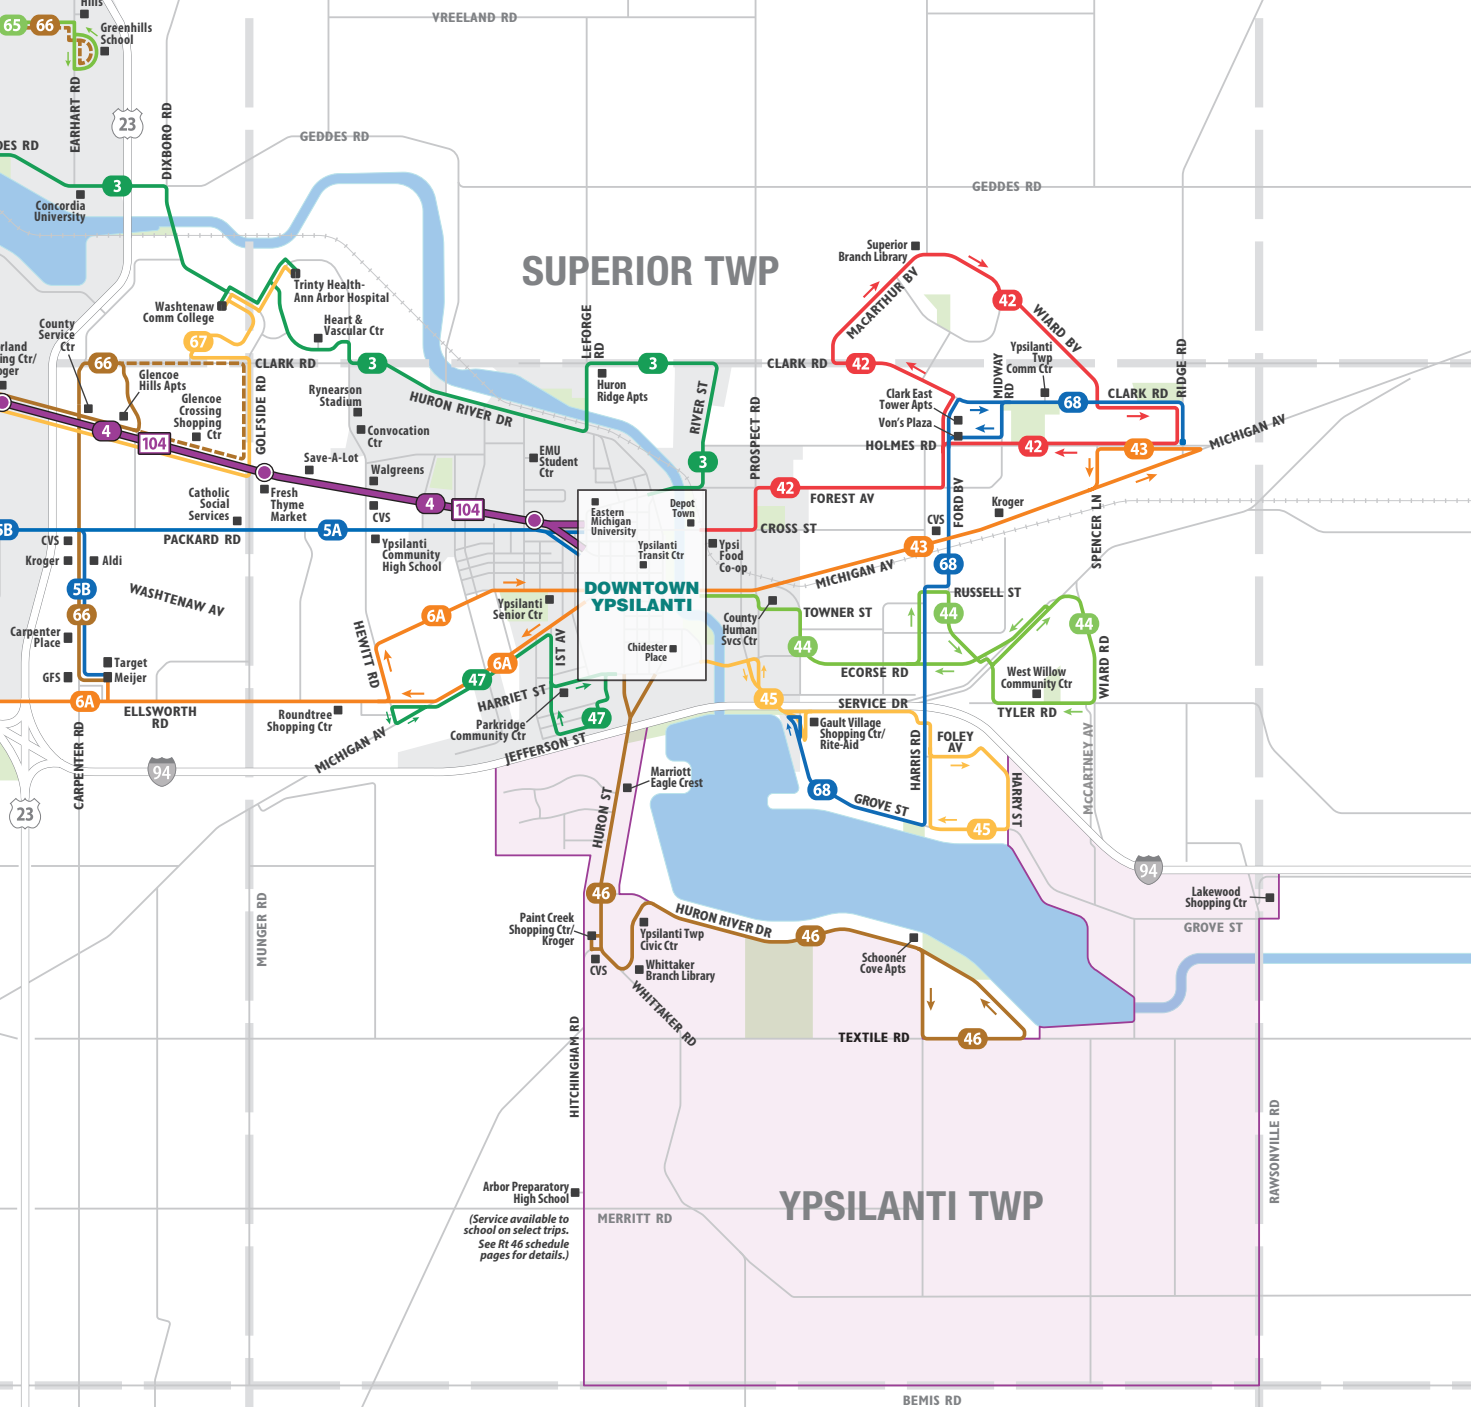 Hills
VREELAND RD
65
66
Greenhills
School
EARHART RD
23
DIXBORO RD
GEDDES RD
DES RD
3
GEDDES RD
Concordia
University
SUPERIOR TWP
Superior
Branch Library
MACARTHUR BV
42
WIARD BV
Trinty Health-
Ann Arbor Hospital
Washtenaw
Comm College
Heart &
Vascular Ctr
67
County
Service
Ctr
rland
ng Ctr/
oger
66
CLARK RD
3
LEFORGE
RD
3
CLARK RD
42
Ypsilanti
Twp
Comm Ctr
MIDWAY
RD
RIDGE RD
Glencoe
Hills Apts
Glencoe
Crossing
Shopping
Ctr
GOLFSIDE RD
Rynearson
Stadium
HURON RIVER DR
Huron
Ridge Apts
RIVER ST
PROSPECT RD
Clark East
Tower Apts
Von's Plaza
68
CLARK RD
HOLMES RD
42
43
MICHIGAN AV
4
104
Convocation
Ctr
Save-A-Lot
Walgreens
EMU
Student
Ctr
3
Catholic
Social
Services
Fresh
Thyme
Market
CVS
4
104
42
FOREST AV
FORD BV
Kroger
SPENCER LN
5B
PACKARD RD
5A
Eastern
Michigan
University
Depot
Town
CROSS ST
CVS
CVS
Kroger
Aldi
Ypsilanti
Community
High School
Ypsilanti
Transit Ctr
Ypsi
Food
Co-op
43
MICHIGAN AV
68
5B
66
WASHTENAW AV
DOWNTOWN
YPSILANTI
Ypsilanti
Senior Ctr
6A
County
Human
Svcs Ctr
TOWNER ST
RUSSELL ST
44
44
Carpenter
Place
HEWITT RD
1ST AV
Chidester
Place
44
ECORSE RD
WIARD RD
Target
Meijer
GFS
6A
47
HARRIET ST
West Willow
Community Ctr
6A
ELLSWORTH
RD
Roundtree
Shopping Ctr
Parkridge
Community Ctr
47
45
SERVICE DR
TYLER RD
MICHIGAN AV
JEFFERSON ST
Gault Village
Shopping Ctr/
Rite-Aid
HARRIS RD
FOLEY
AV
McCARTNEY AV
CARPENTER RD
94
23
Marriott
Eagle Crest
HURON ST
68
GROVE ST
HARRY ST
45
94
46
Lakewood
Shopping Ctr
GROVE ST
MUNGER RD
Paint Creek
Shopping Ctr/
Kroger
HURON RIVER DR
Ypsilanti Twp
Civic Ctr
46
Schooner
Cove Apts
CVS
Whittaker
Branch Library
WHITTAKER RD
TEXTILE RD
46
HITCHINGHAM RD
RAWSONVILLE RD
Arbor Preparatory
High School
(Service available to
school on select trips.
See Rt 46 schedule
pages for details.)
MERRITT RD
YPSILANTI TWP
BEMIS RD